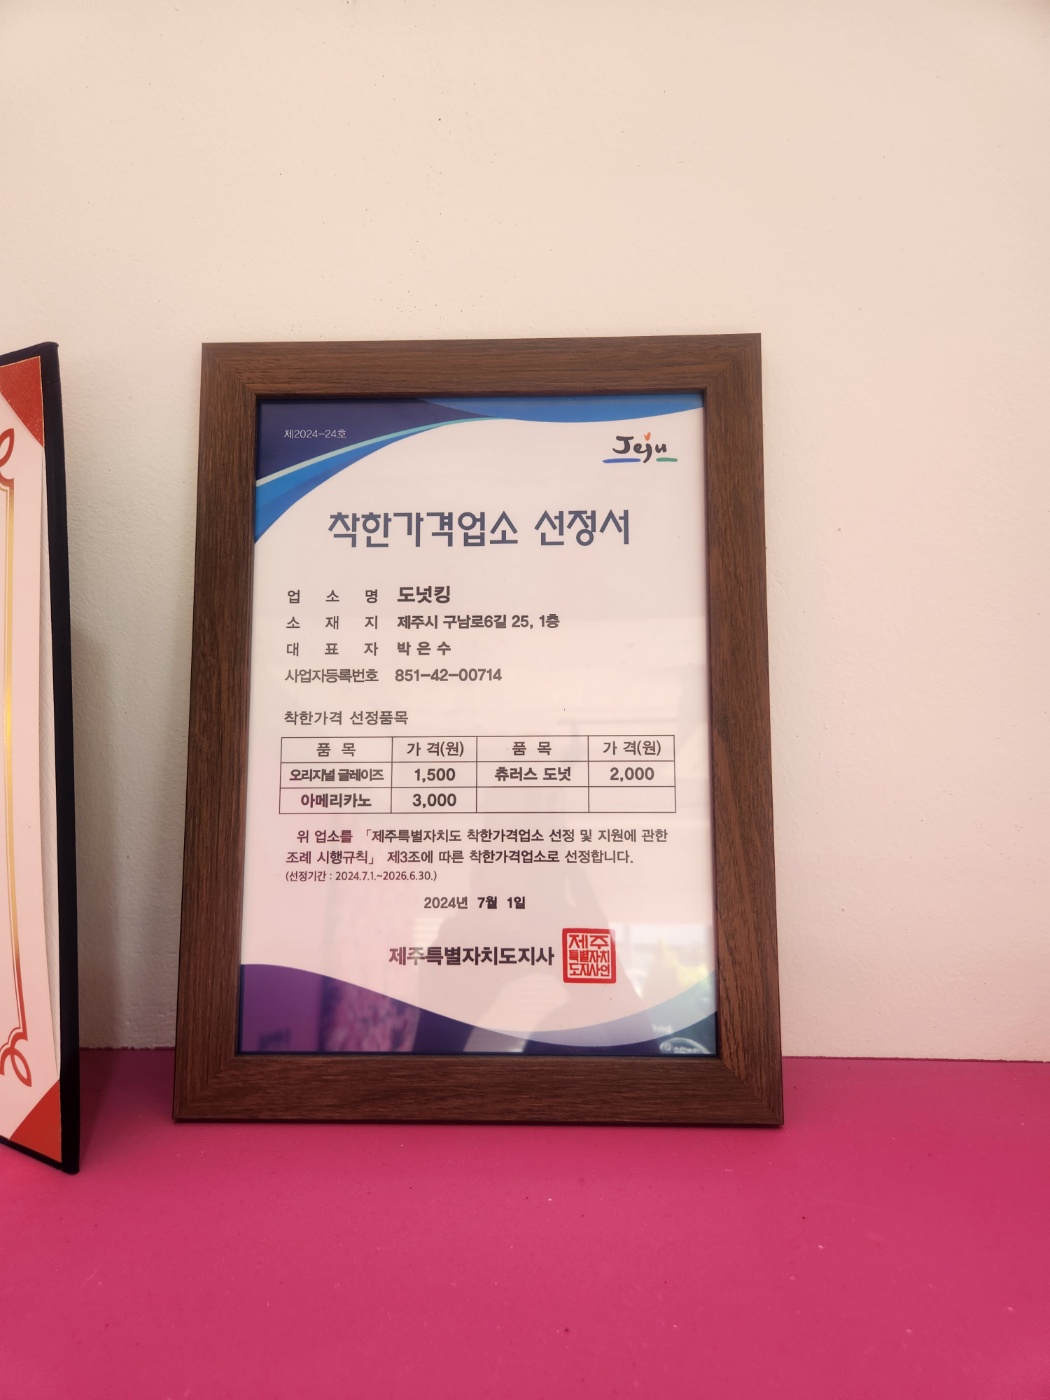 제2024-24호
Jeju
착한가격업소 선정서
업 소 명 도넛킹
소 재 지 제주시 구남로6길 25, 1층
대 표 자 박 은 수
사업자등록번호 851-42-00714
착한가격 선정품목
품 목 가 격(원) 품 목 가 격(원)
오리지널 글레이즈 1,500 츄러스 도넛 2,000
아메리카노 3,000
위 업소를 「제주특별자치도 착한가격업소 선정 및 지원에 관한
조례 시행규칙」 제3조에 따른 착한가격업소로 선정합니다.
(선정기간 : 2024.7.1.~2026.6.30.)
2024년 7월 1일
제주특별자치도지사
제주
특별자치
도지사인